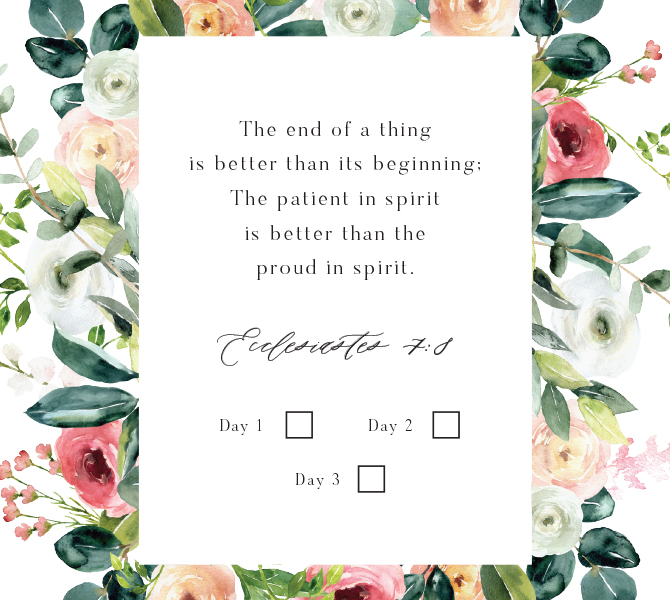 The end of a thing
is better than its beginning;
The patient in spirit
is better than the
proud in spirit.
Ecclesiastes 7:8
Day 1 Day 2
Day 3